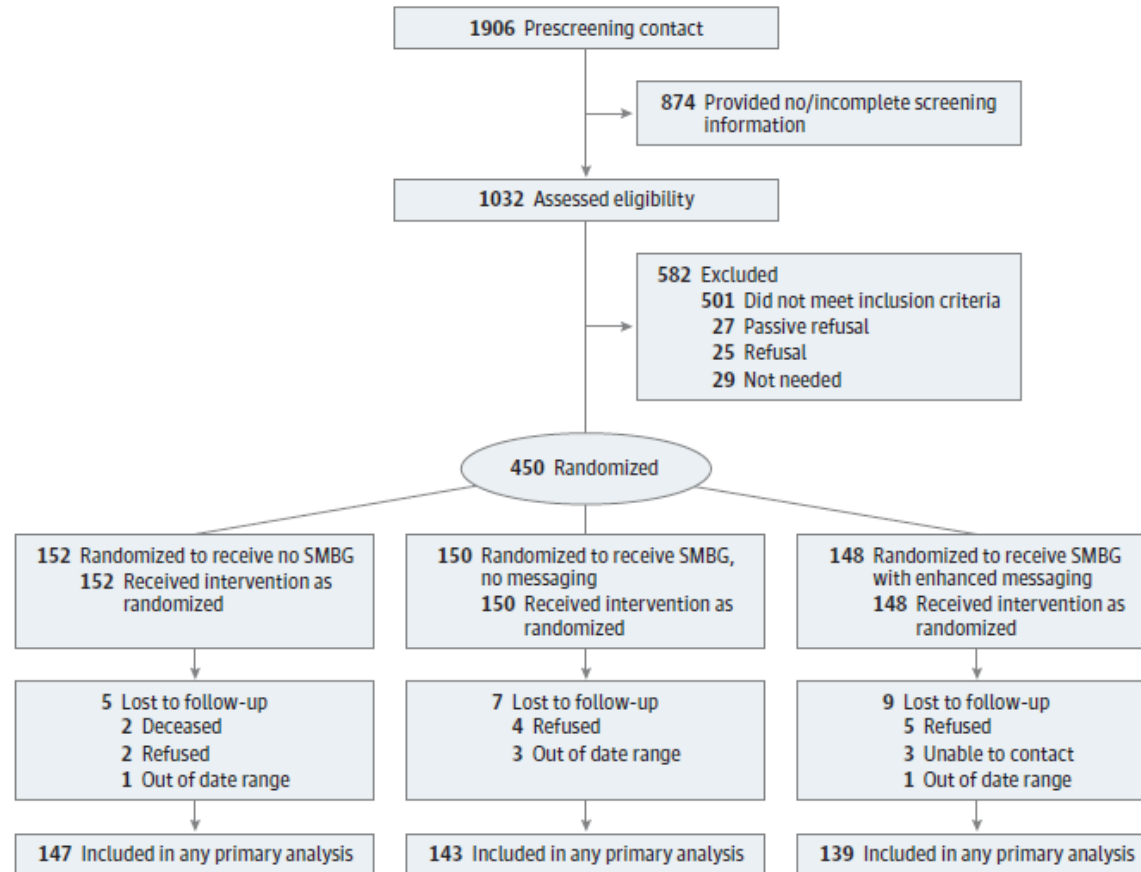 1906 Prescreening contact
874 Provided no/incomplete screening
information
1032 Assessed eligibility
582 Excluded
501 Did not meet inclusion criteria
27 Passive refusal
25 Refusal
29 Not needed
450 Randomized
152 Randomized to receive no SMBG
152 Received intervention as
randomized
150 Randomized to receive SMBG,
no messaging
150 Received intervention as
randomized
148 Randomized to receive SMBG
with enhanced messaging
148 Received intervention as
randomized
5 Lost to follow-up
2 Deceased
2 Refused
1 Out of date range
7 Lost to follow-up
4 Refused
3 Out of date range
9 Lost to follow-up
5 Refused
3 Unable to contact
1 Out of date range
147 Included in any primary analysis
143 Included in any primary analysis
139 Included in any primary analysis